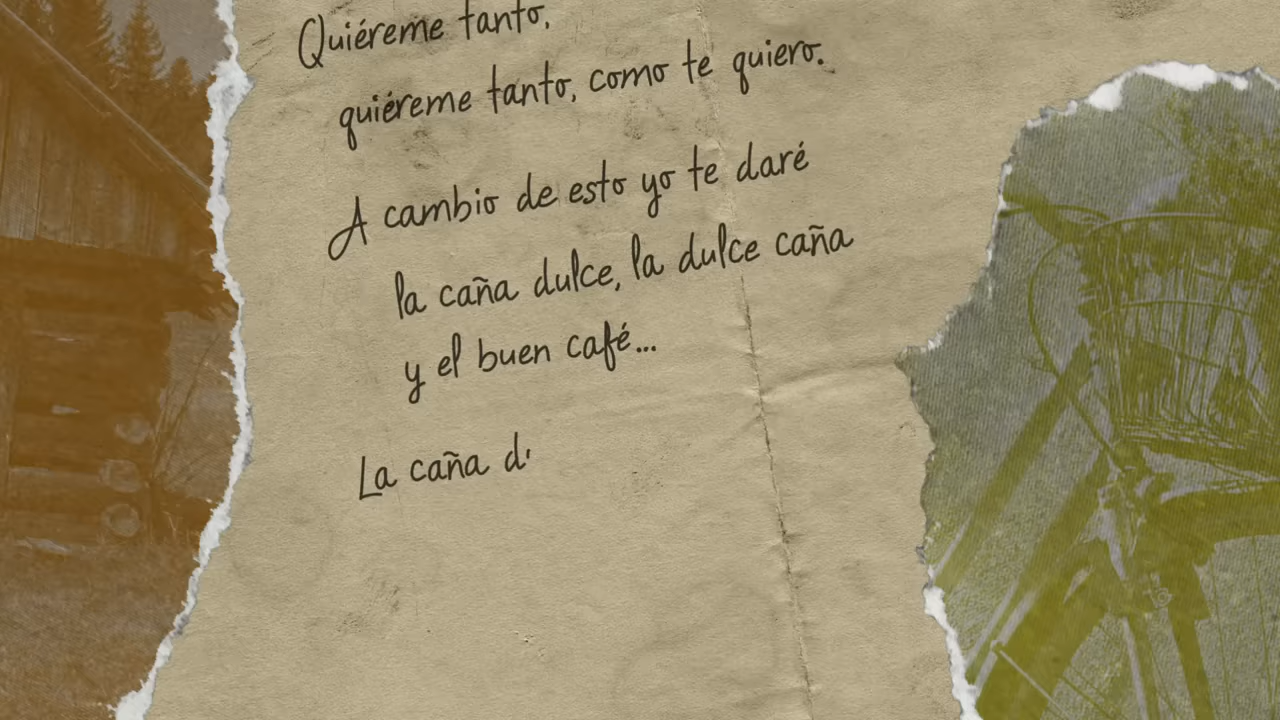 Quiéreme tanto,
quiéreme tanto, como te quiero.
A cambio de esto yo te daré
la caña dulce, la dulce caña
y el buen café...
La caña d